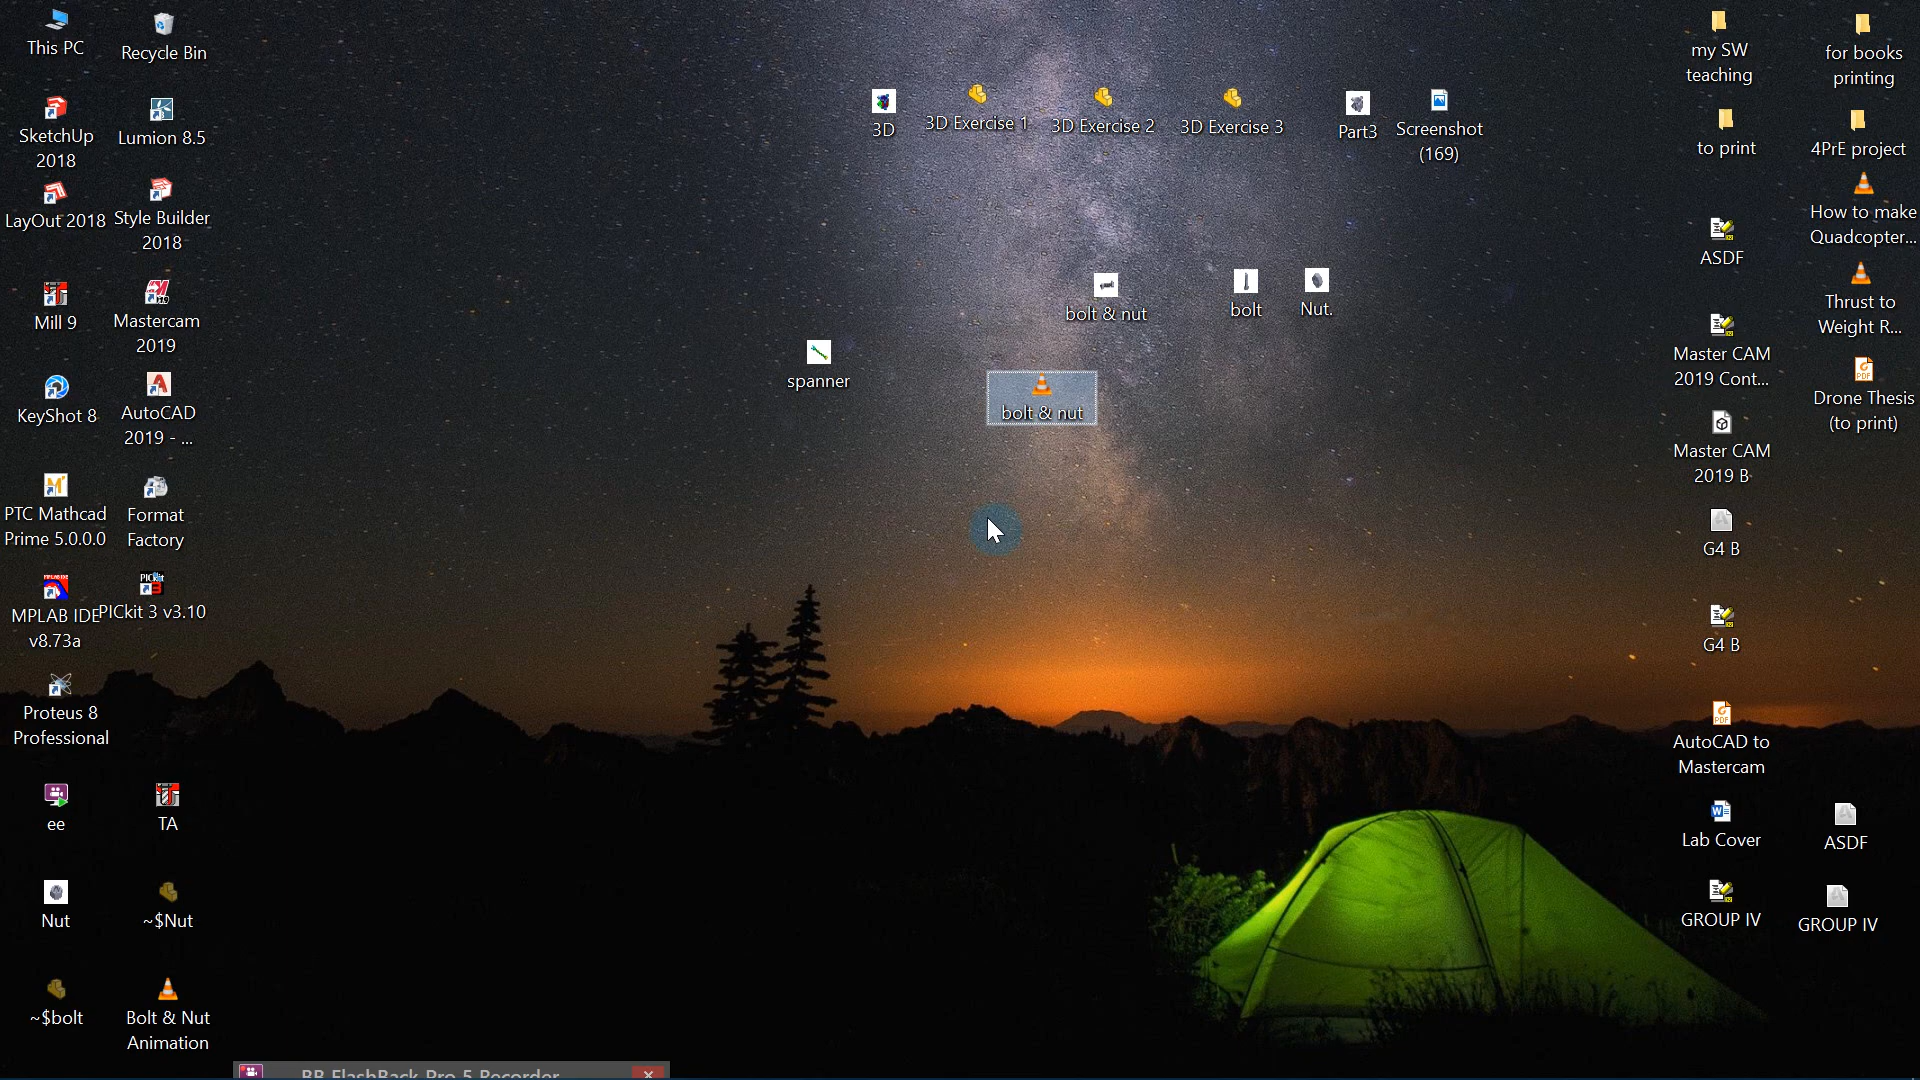 This PC
Recycle Bin
SketchUp
2018
Lumion 8.5
LayOut 2018
Style Builder
2018
Mill 9
Mastercam
2019
KeyShot 8
AutoCAD
2019 - ...
PTC Mathcad
Prime 5.0.0.0
Format
Factory
MPLAB IDE
v8.73a
PICkit 3 v3.10
Proteus 8
Professional
ee
TA
Nut
~$Nut
~$bolt
Bolt & Nut
Animation
3D
3D Exercise 1
3D Exercise 2
3D Exercise 3
Part3
Screenshot
(169)
bolt & nut
bolt
Nut.
spanner
bolt & nut
my SW
teaching
for books
printing
to print
4PrE project
How to make
Quadcopter...
ASDF
Thrust to
Weight R...
Master CAM
2019 Cont...
Drone Thesis
(to print)
Master CAM
2019 B
G4 B
G4 B
AutoCAD to
Mastercam
Lab Cover
ASDF
GROUP IV
GROUP IV
BB FlashBack Pro 5 Recorder